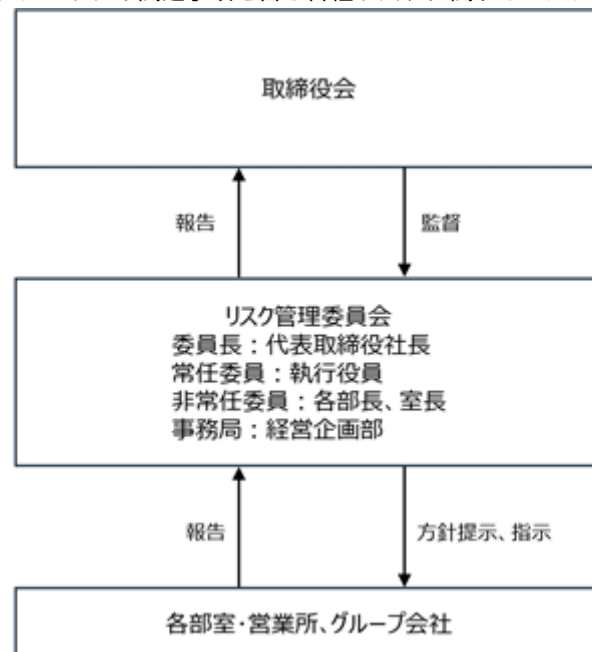 取締役会
報告
監督
リスク管理委員会
委員長：代表取締役社長
常任委員：執行役員
非常任委員：各部長、室長
事務局：経営企画部
報告
方針提示、指示
各部室・営業所、グループ会社